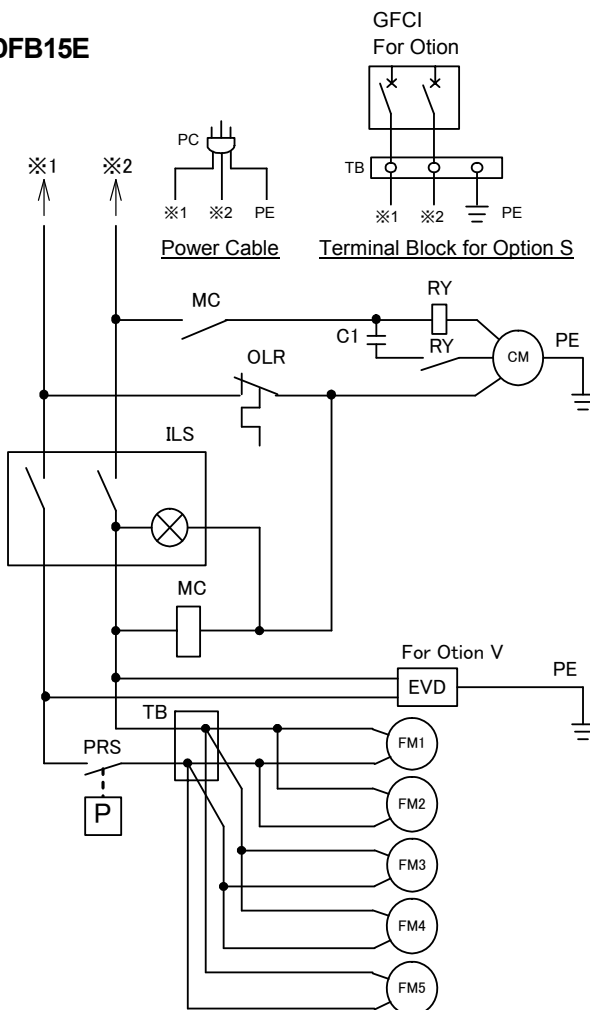 DFB15E
GFCI
For Otion
PC
※1
※2
TB
※1
※2
PE
※1
※2
PE
Power Cable
Terminal Block for Option S
MC
RY
C1
RY
CM
PE
OLR
ILS
MC
For Otion V
EVD
PE
TB
PRS
P
FM1
FM2
FM3
FM4
FM5